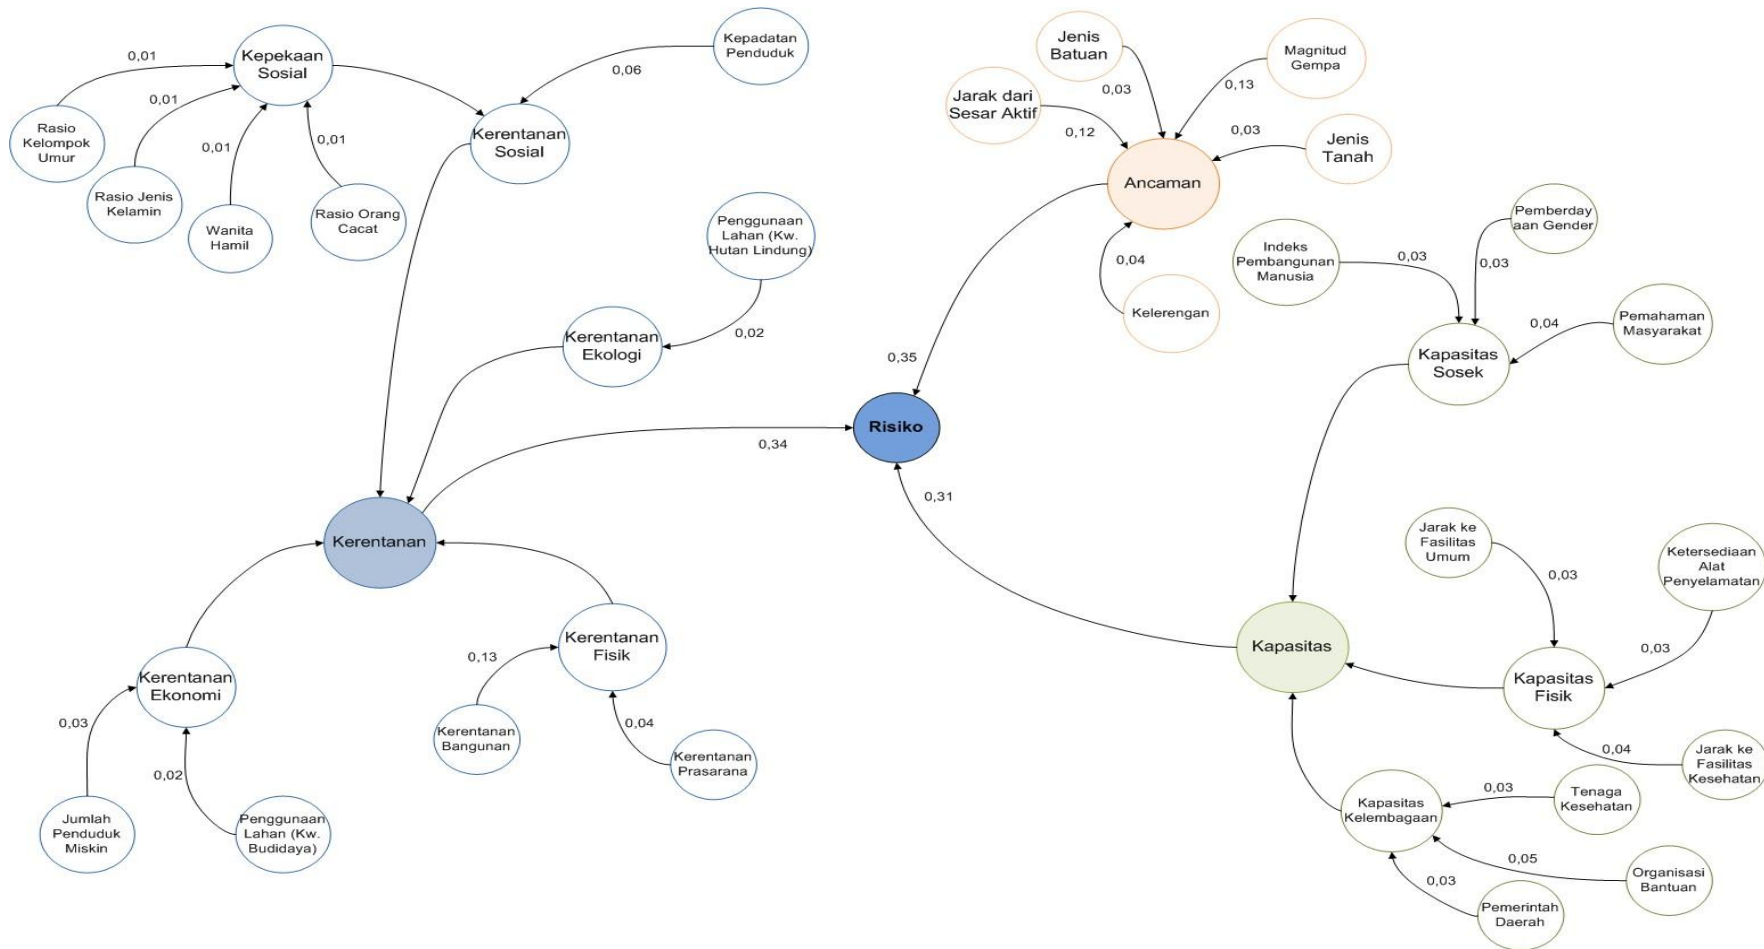 Kepekaan
Sosial
0,01
Rasio
Kelompok
Umur
0,01
Rasio Jenis
Kelamin
0,01
Wanita
Hamil
0,01
Rasio Orang
Cacat
Kepadatan
Penduduk
0,06
Kerentanan
Sosial
Penggunaan
Lahan (Kw.
Hutan Lindung)
0,02
Kerentanan
Ekologi
0,34
Kerentanan
Kerentanan
Ekonomi
0,03
Jumlah
Penduduk
Miskin
0,02
Penggunaan
Lahan (Kw.
Budidaya)
Kerentanan
Fisik
0,13
Kerentanan
Bangunan
0,04
Kerentanan
Prasarana
Risiko
0,35
0,31
Jenis
Batuan
0,03
Magnitud
Gempa
0,13
Jarak dari
Sesar Aktif
0,12
0,03
Jenis
Tanah
Ancaman
0,04
Kelerengan
Indeks
Pembangunan
Manusia
0,03
Pemberday
aan Gender
0,03
Pemahaman
Masyarakat
0,04
Kapasitas
Sosek
Kapasitas
Jarak ke
Fasilitas
Umum
0,03
Ketersediaan
Alat
Penyelamatan
0,03
Kapasitas
Fisik
0,04
Jarak ke
Fasilitas
Kesehatan
Kapasitas
Kelembagaan
0,03
Tenaga
Kesehatan
0,05
Organisasi
Bantuan
0,03
Pemerintah
Daerah